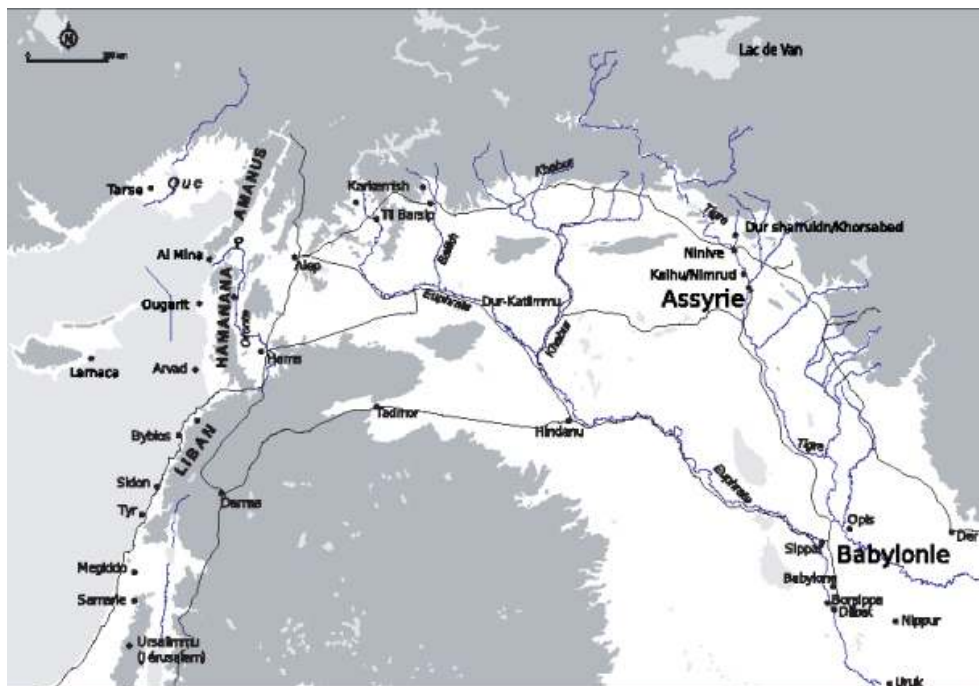 N
Lac de Van
Khabur
Tarse
Que
AMANUS
Karkemish
Til Barsip
Tigre
Dur sharrukin/Khorsabad
Balikh
Ninive
Al Mina
Alep
Kalhu/Nimrud
Assyrie
Ougarit
HAMANANA
Oronte
Euphrate
Dur-Katlimmu
Khabur
Larnaca
Hama
Arvad
Tadmor
Hindanu
Byblos
LIBAN
Tigre
Sidon
Damas
Euphrate
Tyr
Opis
Der
Sippar
Babylonie
Megiddo
Babylone
Samarie
Borsippa
Dilbat
Nippur
Ursalimmu
(Jérusalem)
Uruk